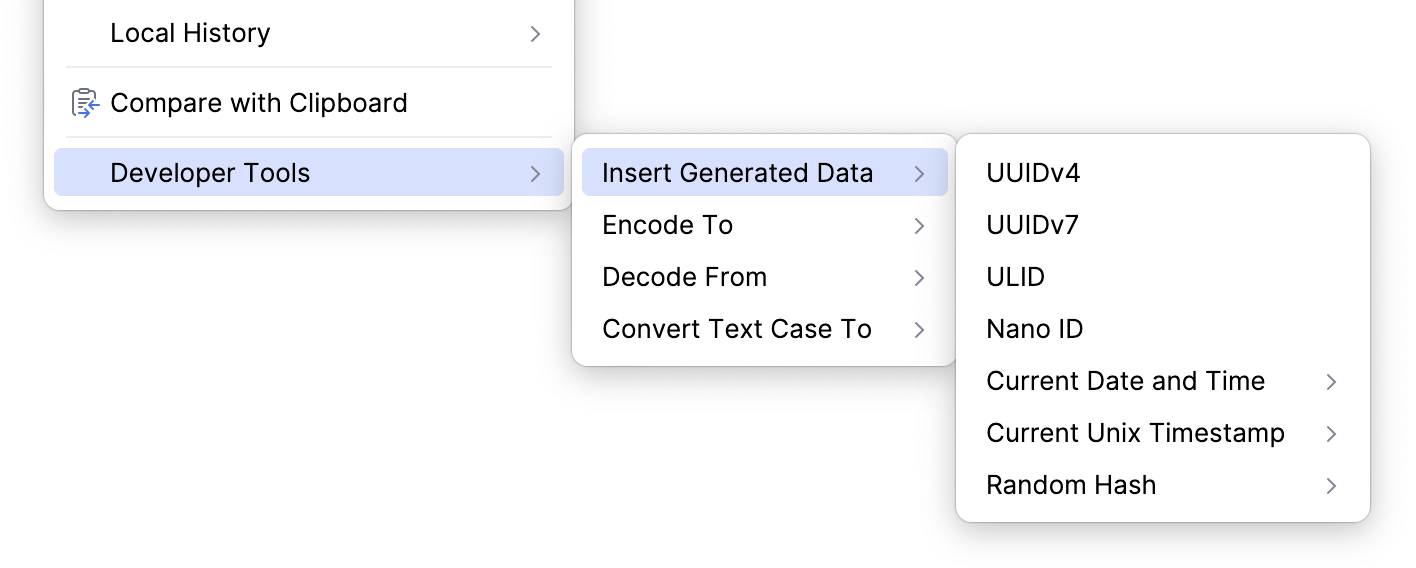 Local History
Compare with Clipboard
Developer Tools
Insert Generated Data
Encode To
Decode From
Convert Text Case To
UUIDv4
UUIDv7
ULID
Nano ID
Current Date and Time
Current Unix Timestamp
Random Hash